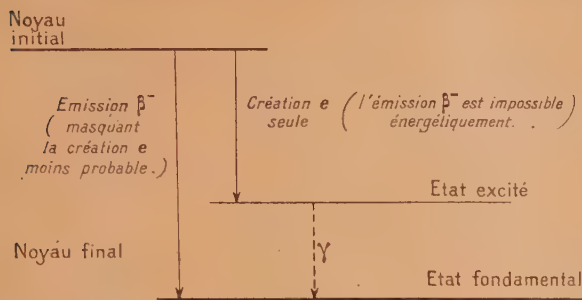 Noyau
initial
Emission β⁻
( masquant
la création e
moins probable.)
Création e
seule
( l'émission β⁻ est impossible
énergétiquement. )
Etat excité
γ
Noyau final
Etat fondamental